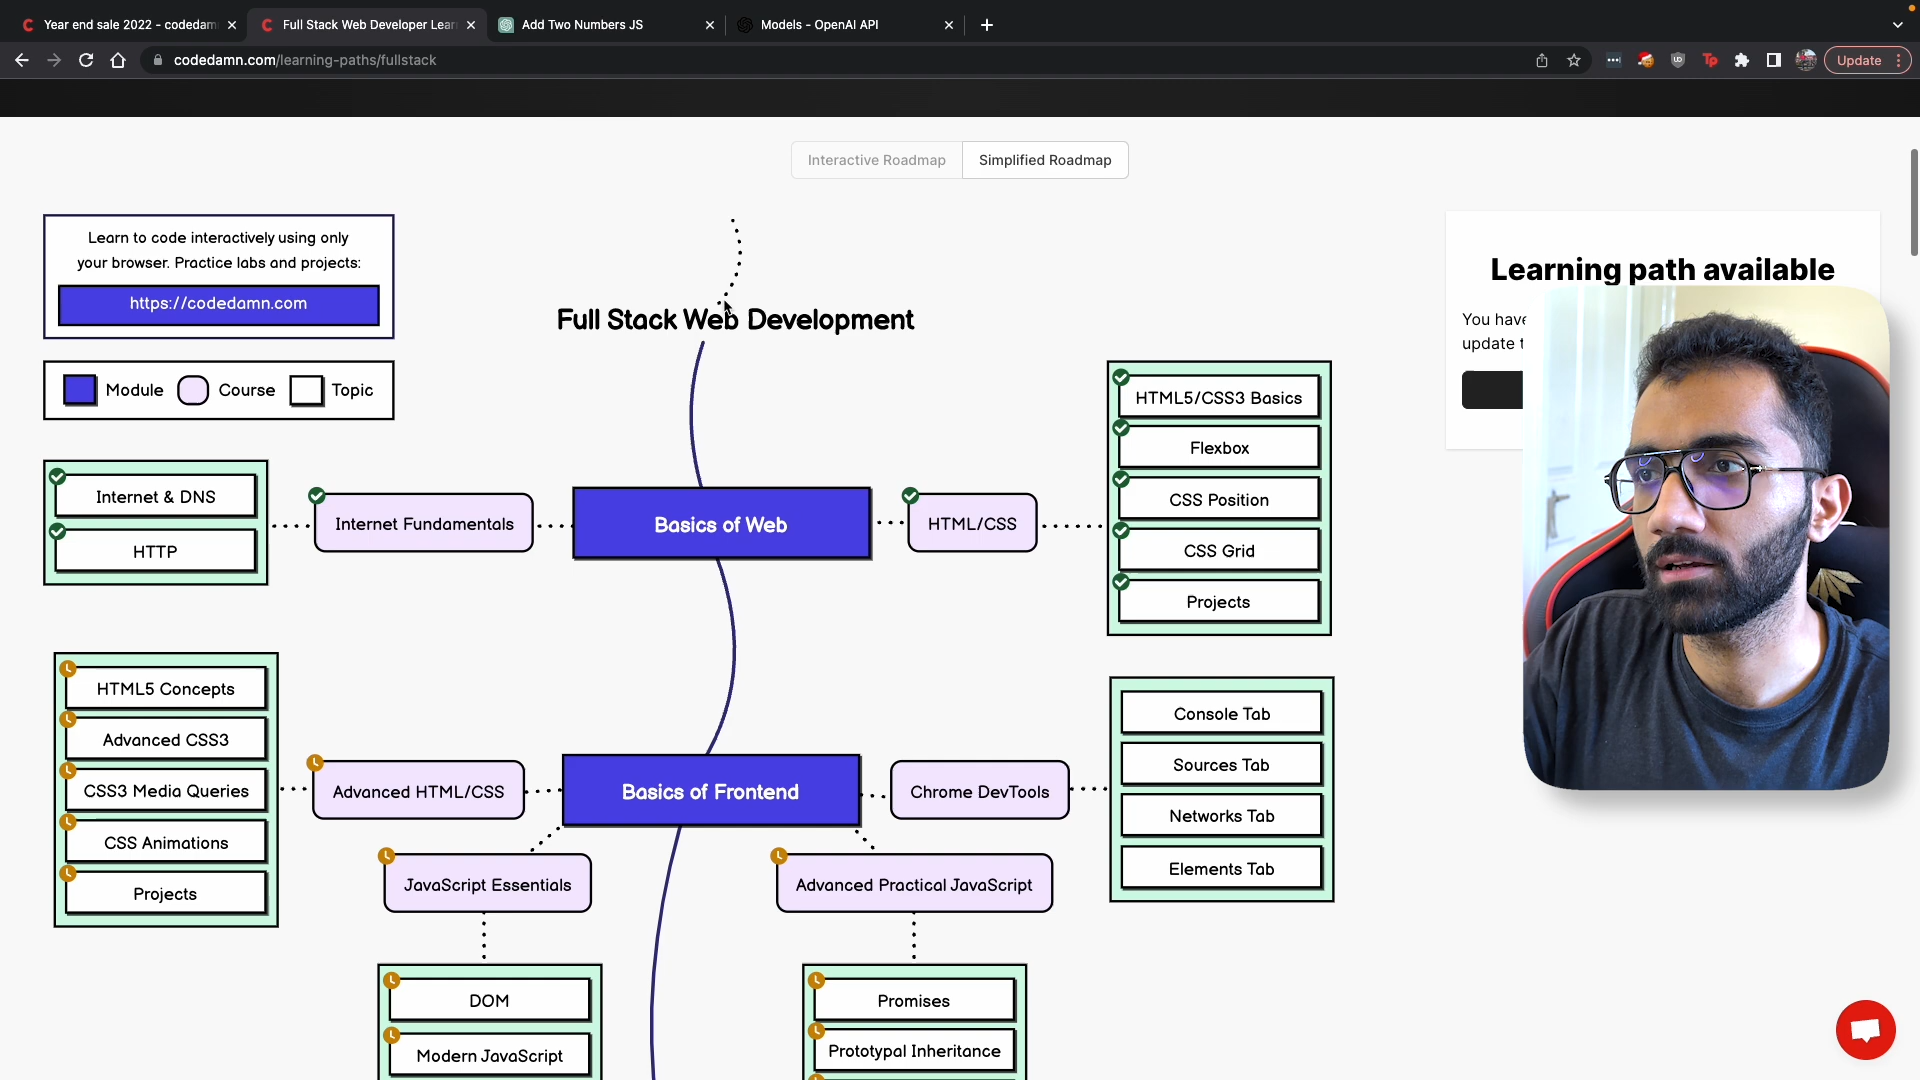 Year end sale 2022 - codedam
Full Stack Web Developer Lear
Add Two Numbers JS
Models - OpenAI API
codedamn.com/learning-paths/fullstack
UD
Tp
Update
Interactive Roadmap
Simplified Roadmap
Learn to code interactively using only
your browser. Practice labs and projects:
https://codedamn.com
Module
Course
Topic
Full Stack Web Development
Learning path available
You have
update t
Internet & DNS
HTTP
Internet Fundamentals
Basics of Web
HTML/CSS
HTML5/CSS3 Basics
Flexbox
CSS Position
CSS Grid
Projects
HTML5 Concepts
Advanced CSS3
CSS3 Media Queries
CSS Animations
Projects
Advanced HTML/CSS
Basics of Frontend
Chrome DevTools
Console Tab
Sources Tab
Networks Tab
Elements Tab
JavaScript Essentials
Advanced Practical JavaScript
DOM
Modern JavaScript
Promises
Prototypal Inheritance